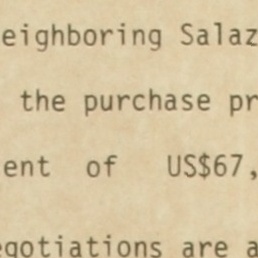 eighboring Salaz
the purchase pr
ent of US$67,
egotiations are a